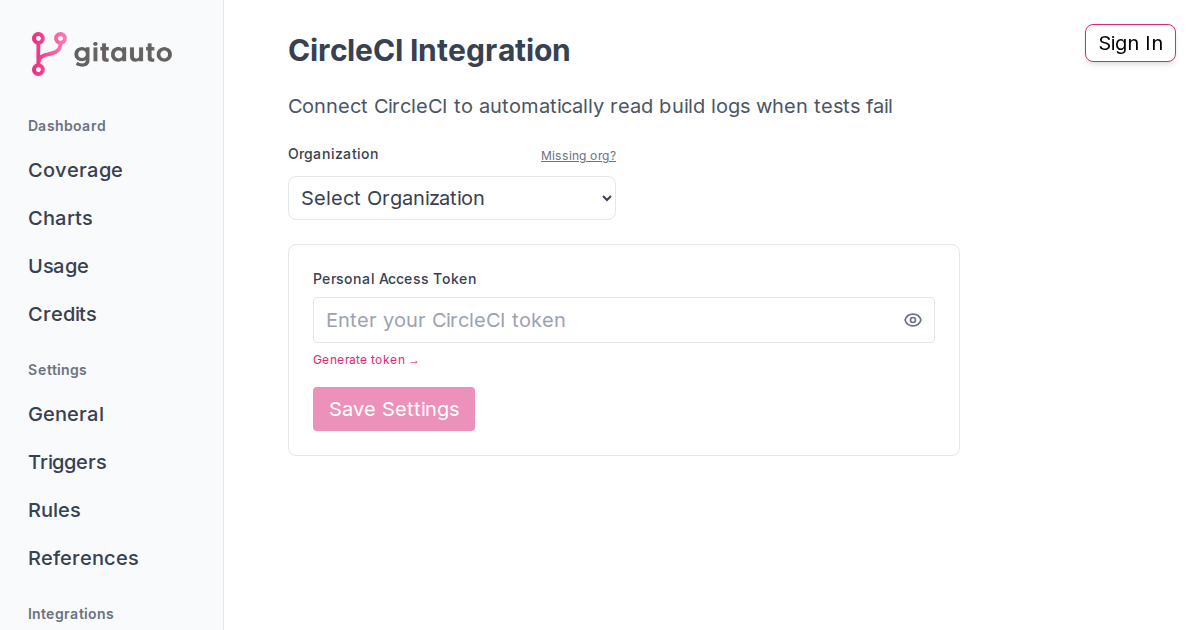 gitauto
Dashboard
Coverage
Charts
Usage
Credits
Settings
General
Triggers
Rules
References
Integrations
CircleCI Integration
Sign In
Connect CircleCI to automatically read build logs when tests fail
Organization
Missing org?
Select Organization
Personal Access Token
Enter your CircleCI token
Generate token →
Save Settings